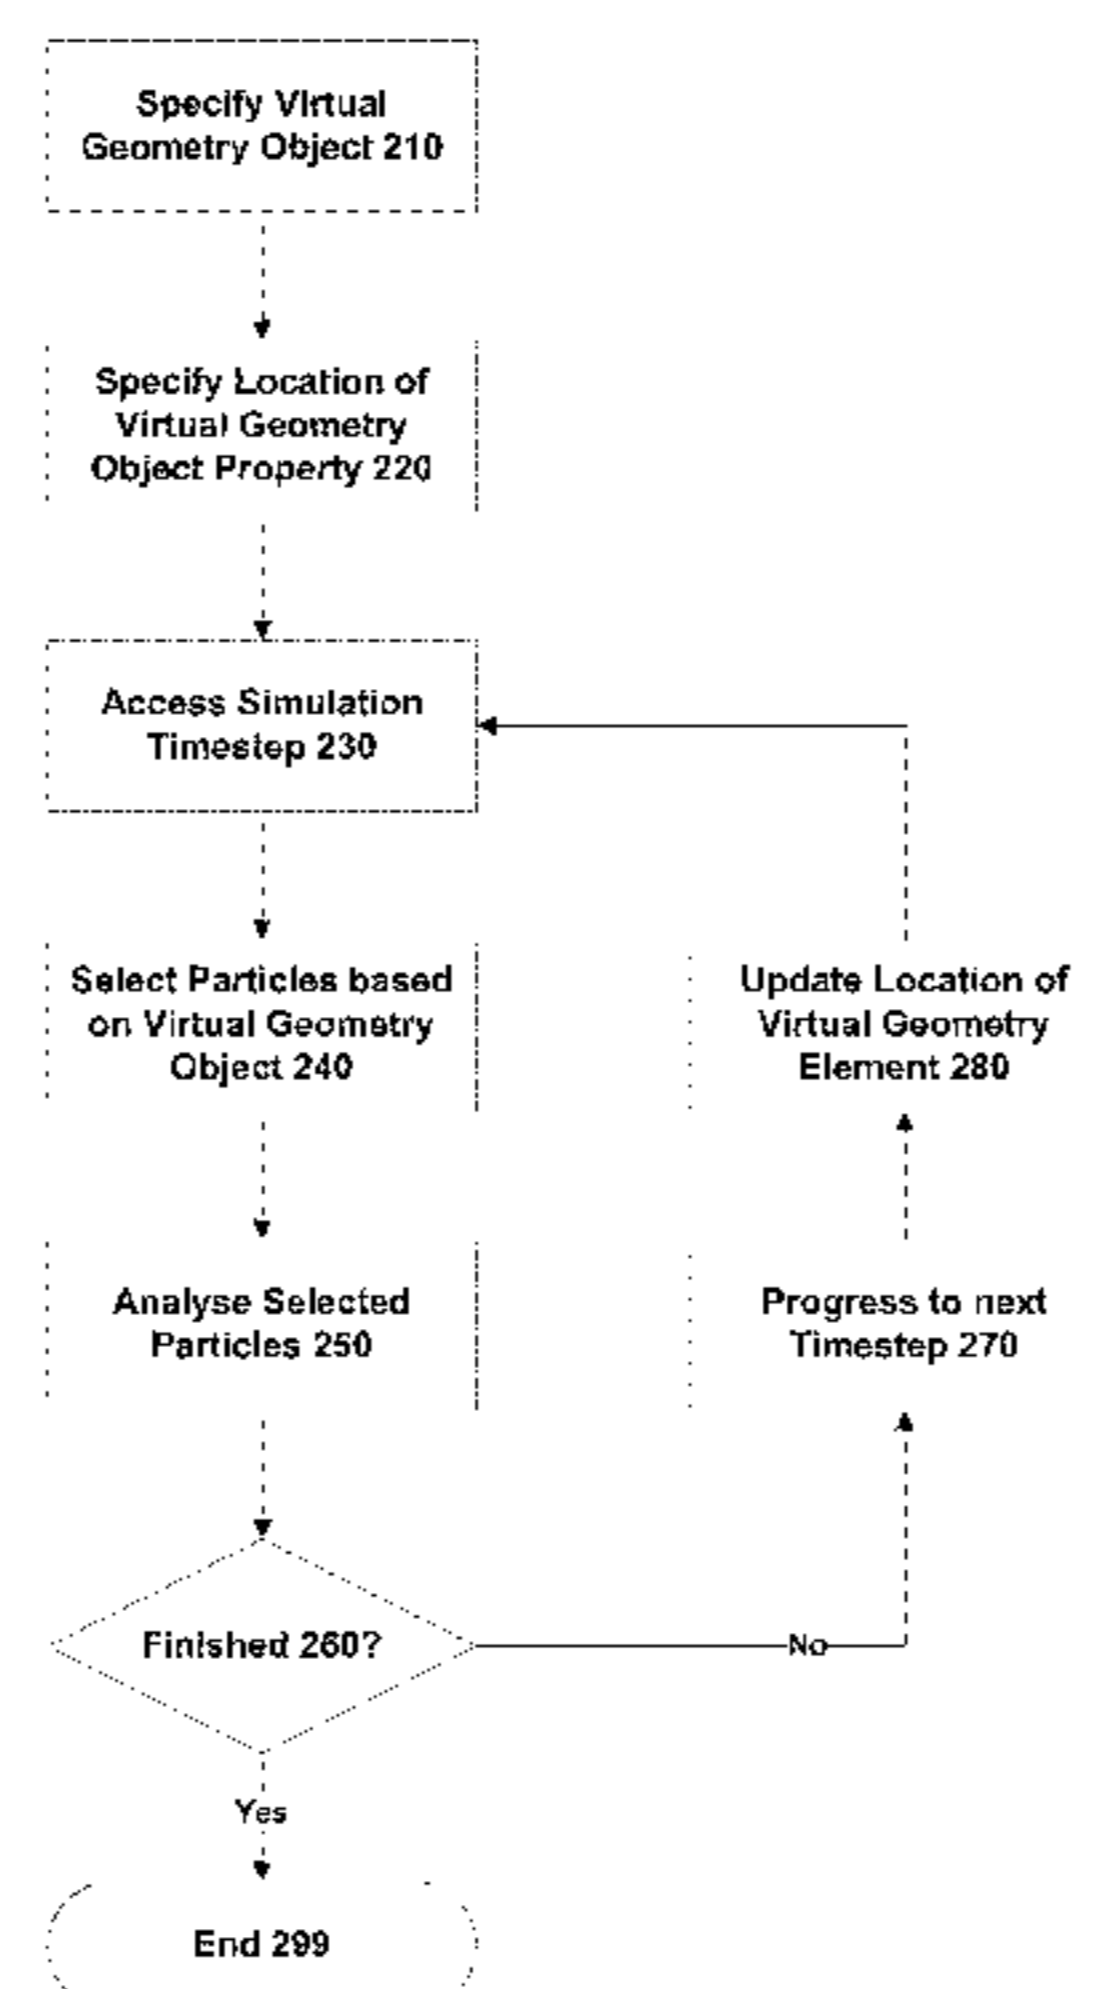 Specify Virtual
Geometry Object 210
Specify Location of
Virtual Geometry
Object Property 220
Access Simulation
Timestep 230
Select Particles based
on Virtual Geometry
Object 240
Update Location of
Virtual Geometry
Element 280
Analyse Selected
Particles 250
Progress to next
Timestep 270
Finished 260?
No
Yes
End 299